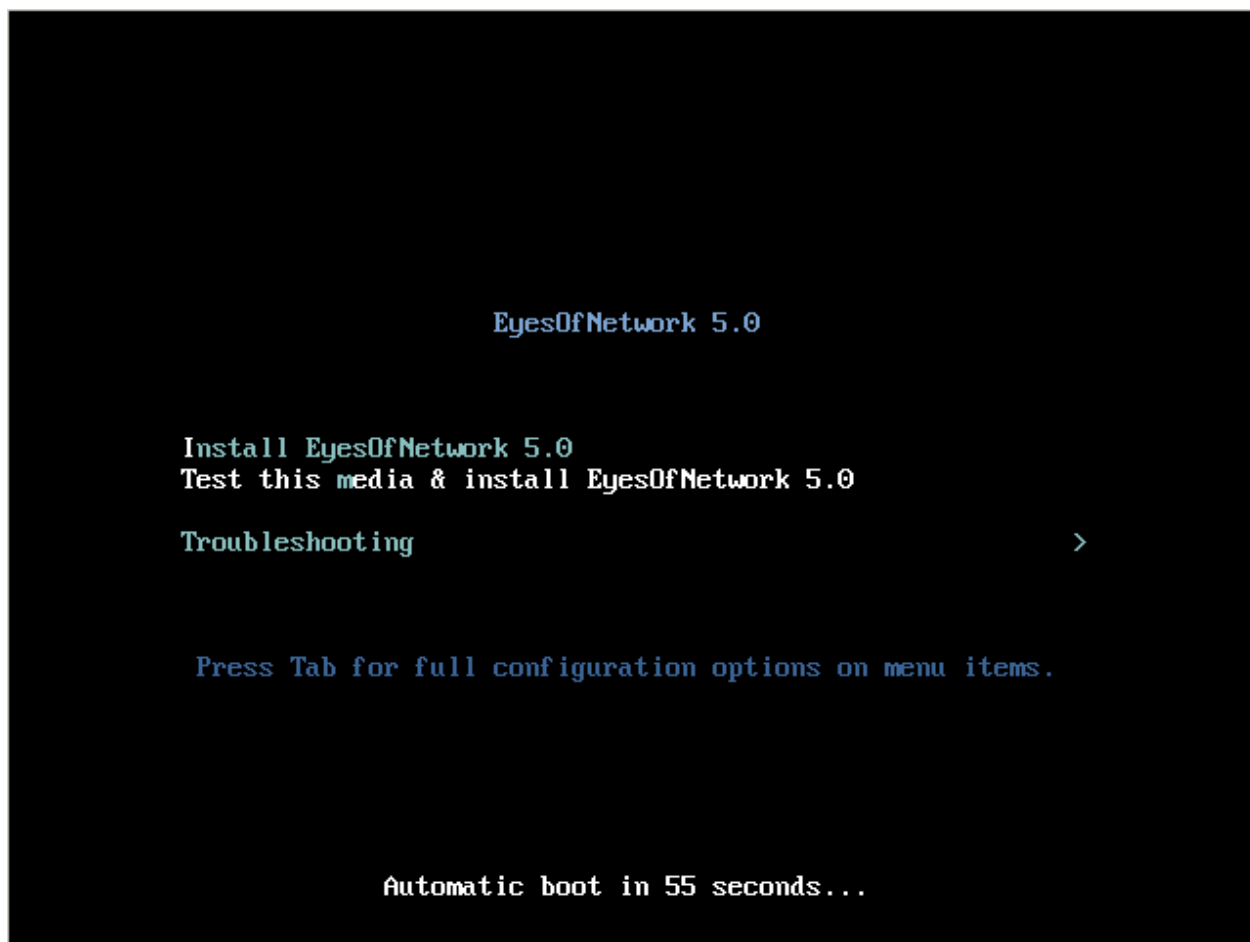 EyesOfNetwork 5.0
Install EyesOfNetwork 5.0
Test this media & install EyesOfNetwork 5.0
Troubleshooting >
Press Tab for full configuration options on menu items.
Automatic boot in 55 seconds...